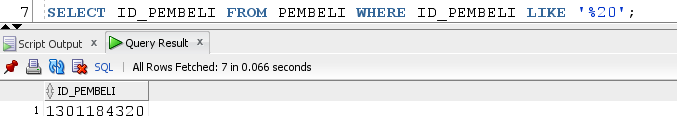 7 SELECT ID_PEMBELI FROM PEMBELI WHERE ID_PEMBELI LIKE '%20';
Script Output x Query Result x
SQL | All Rows Fetched: 7 in 0.066 seconds
ID_PEMBELI
1 1301184320